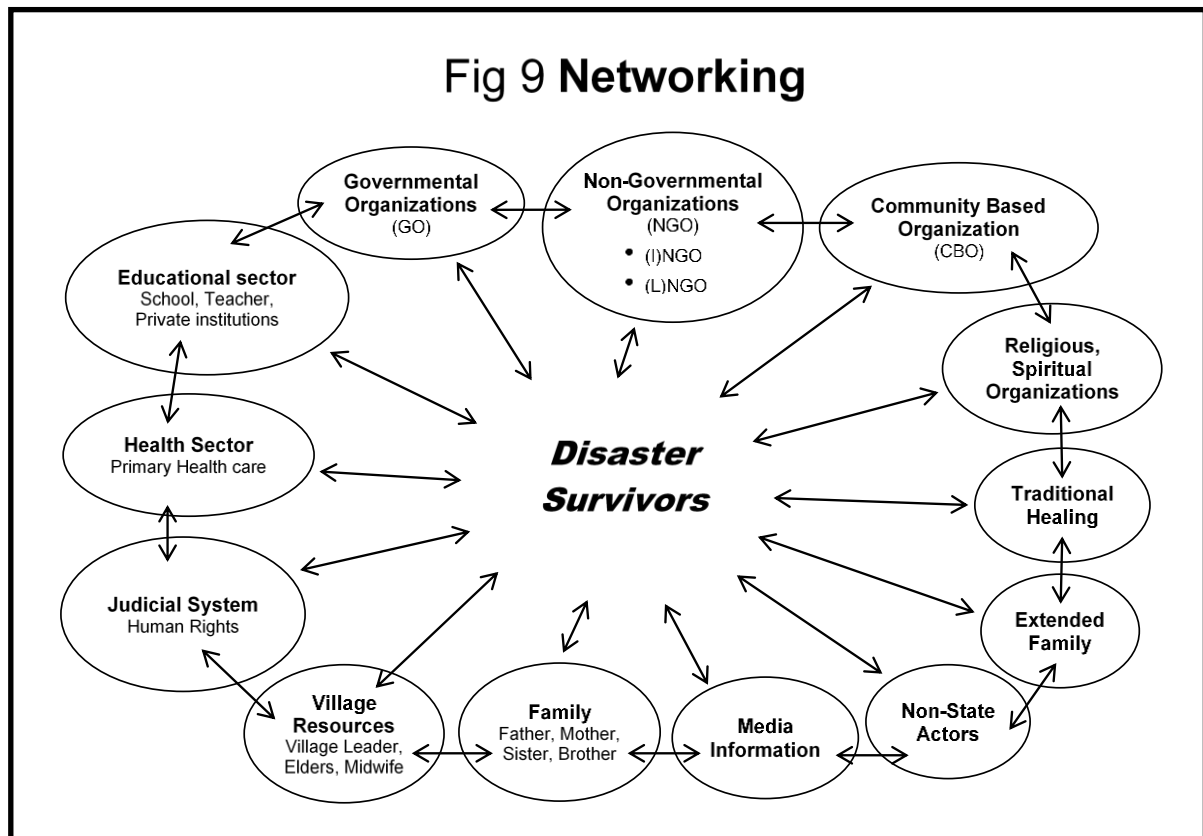 Fig 9 Networking
Governmental
Organizations
(GO)
Non-Governmental
Organizations
(NGO)
• (I)NGO
• (L)NGO
Community Based
Organization
(CBO)
Educational sector
School, Teacher,
Private institutions
Religious,
Spiritual
Organizations
Health Sector
Primary Health care
Disaster
Survivors
Traditional
Healing
Judicial System
Human Rights
Extended
Family
Village
Resources
Village Leader,
Elders, Midwife
Family
Father, Mother,
Sister, Brother
Media
Information
Non-State
Actors